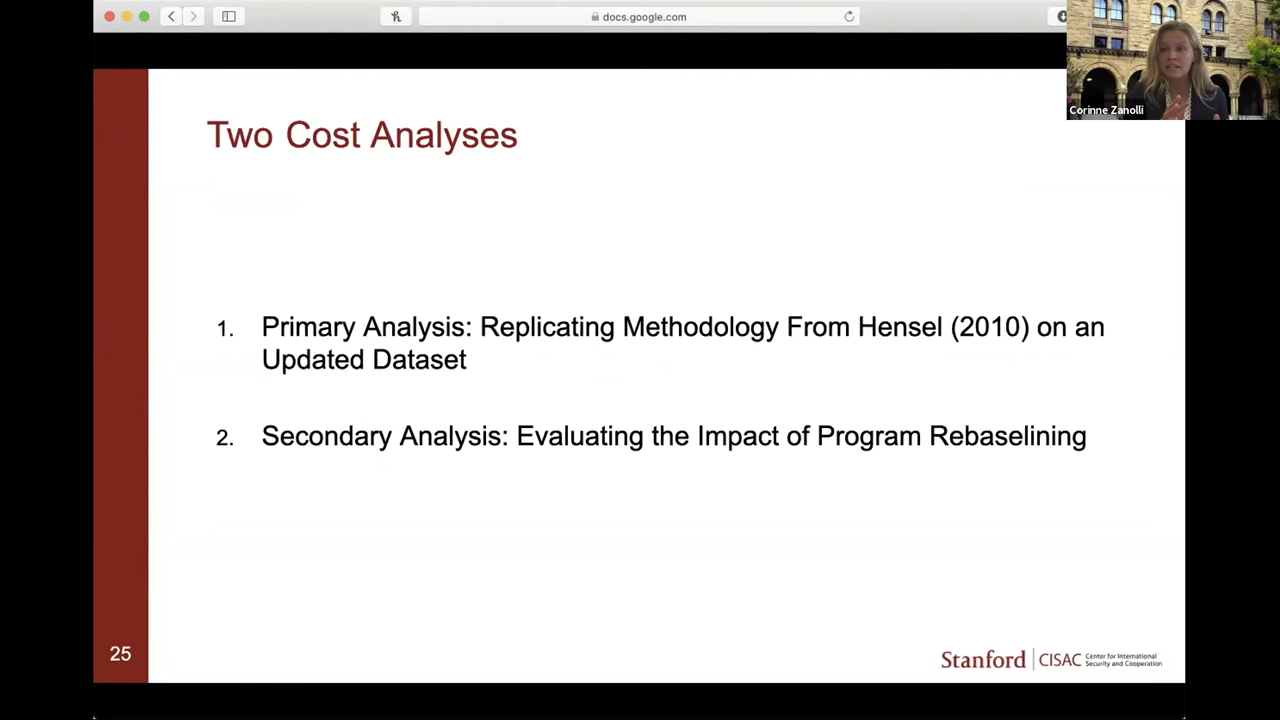 docs.google.com
Corinne Zanolli
Two Cost Analyses
1. Primary Analysis: Replicating Methodology From Hensel (2010) on an
Updated Dataset
2. Secondary Analysis: Evaluating the Impact of Program Rebaselining
25
Stanford CISAC Center for International
Security and Cooperation